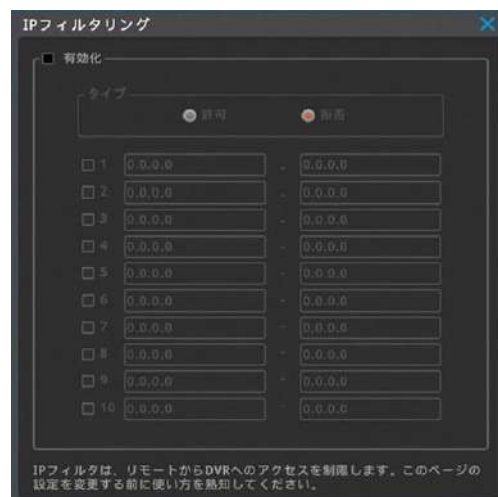 IPフィルタリング
有効化
タイプ
許可 拒否
1 0.0.0.0 - 0.0.0.0
2 0.0.0.0 - 0.0.0.0
3 0.0.0.0 - 0.0.0.0
4 0.0.0.0 - 0.0.0.0
5 0.0.0.0 - 0.0.0.0
6 0.0.0.0 - 0.0.0.0
7 0.0.0.0 - 0.0.0.0
8 0.0.0.0 - 0.0.0.0
9 0.0.0.0 - 0.0.0.0
10 0.0.0.0 - 0.0.0.0
IPフィルタは、リモートからDVRへのアクセスを制限します。このページの
設定を変更する前に使い方を熟知してください。